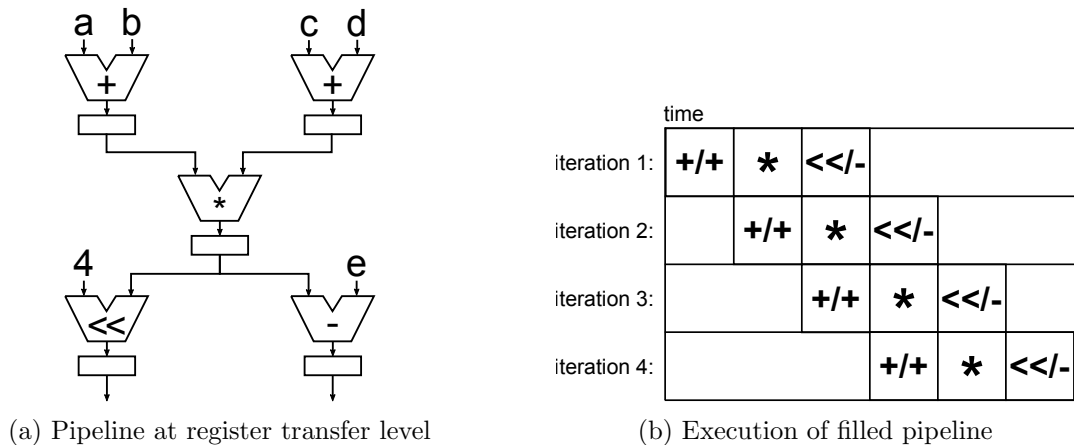 a b
c d
+
+
*
4
e
<<
-
(a) Pipeline at register transfer level
time
iteration 1: +/+ * <</-
iteration 2: +/+ * <</-
iteration 3: +/+ * <</-
iteration 4: +/+ * <</-
(b) Execution of filled pipeline